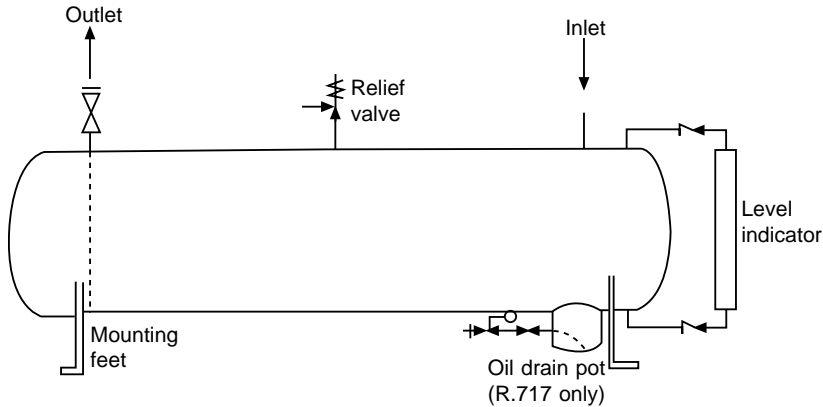 Outlet
Inlet
Relief
valve
Level
indicator
Mounting
feet
Oil drain pot
(R.717 only)